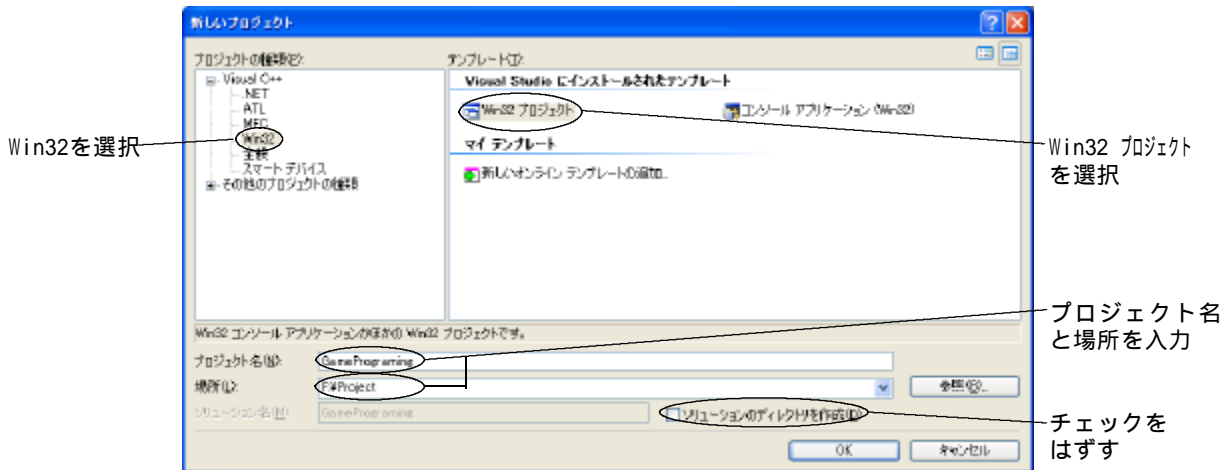 新しいプロジェクト
プロジェクトの種類(P):
テンプレート(T):
Visual C++
.NET
ATL
MFC
Win32
全般
スマート デバイス
その他のプロジェクトの種類
Visual Studio にインストールされたテンプレート
Win32 プロジェクト
コンソール アプリケーション (Win32)
マイ テンプレート
新しいオンライン テンプレートの追加...
Win32を選択
Win32 プロジェクト
を選択
Win32 コンソール アプリケーションかほかの Win32 プロジェクトです。
プロジェクト名(N):
GamePrograming
プロジェクト名
と場所を入力
場所(L):
F:¥Project
参照(B)...
ソリューション名(M):
GamePrograming
ソリューションのディレクトリを作成(D)
チェックを
はずす
OK
キャンセル